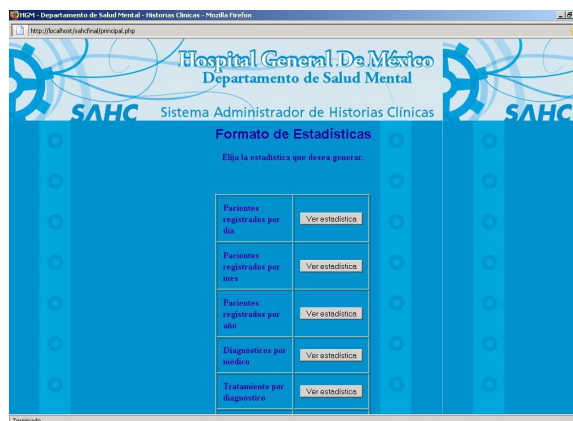 HGM - Departamento de Salud Mental - Historias Clínicas - Mozilla Firefox
http://localhost/sahcfinal/principal.php
Hospital General De México
Departamento de Salud Mental
SAHC Sistema Administrador de Historias Clínicas SAHC
Formato de Estadísticas
Elija la estadística que desea generar.
Pacientes
registrados por
día
Ver estadística
Pacientes
registrados por
mes
Ver estadística
Pacientes
registrados por
año
Ver estadística
Diagnósticos por
médico
Ver estadística
Tratamiento por
diagnóstico
Ver estadística
Terminado